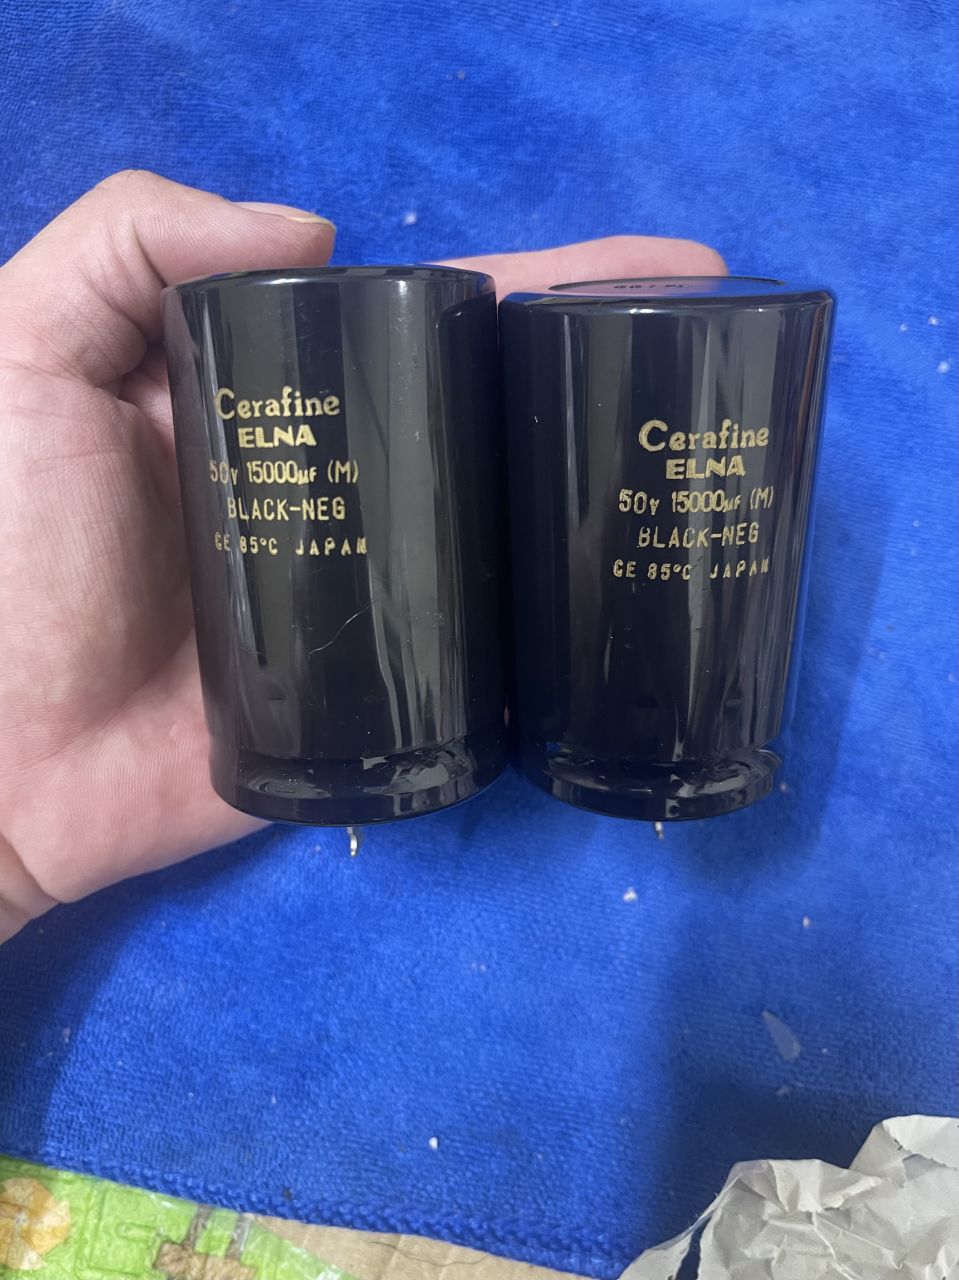 Cerafine
ELNA
50v 15000µF (M)
BLACK-NEG
CE 85°C JAPAN
Cerafine
ELNA
50v 15000µF (M)
BLACK-NEG
CE 85°C JAPAN